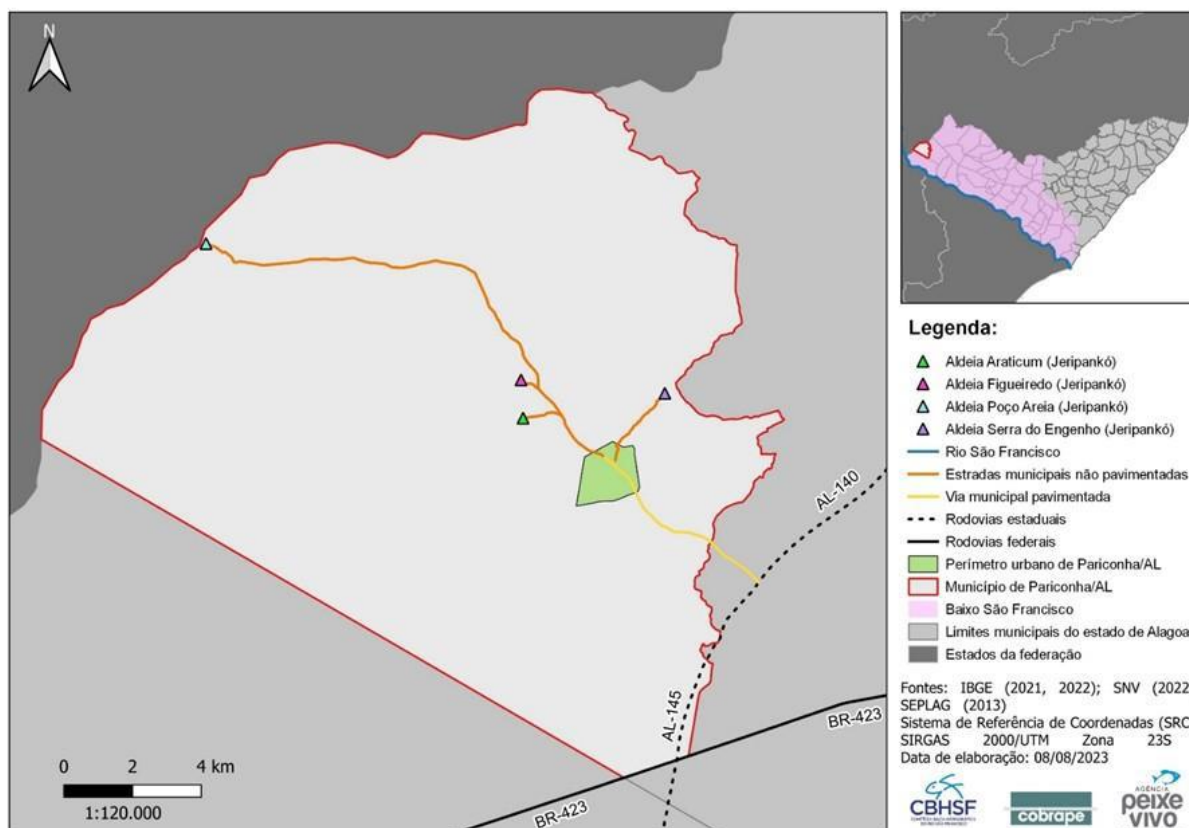 N
AL-140
AL-145
BR-423
BR-423
0 2 4 km
1:120.000
Legenda:
Aldeia Araticum (Jeripankó)
Aldeia Figueiredo (Jeripankó)
Aldeia Poço Areia (Jeripankó)
Aldeia Serra do Engenho (Jeripankó)
Rio São Francisco
Estradas municipais não pavimentadas
Via municipal pavimentada
Rodovias estaduais
Rodovias federais
Perímetro urbano de Pariconha/AL
Município de Pariconha/AL
Baixo São Francisco
Limites municipais do estado de Alagoa
Estados da federação
Fontes: IBGE (2021, 2022); SNV (2022
SEPLAG (2013)
Sistema de Referência de Coordenadas (SRC
SIRGAS 2000/UTM Zona 23S
Data de elaboração: 08/08/2023
CBHSF
cobrape
AGÊNCIA
peixe
vivo